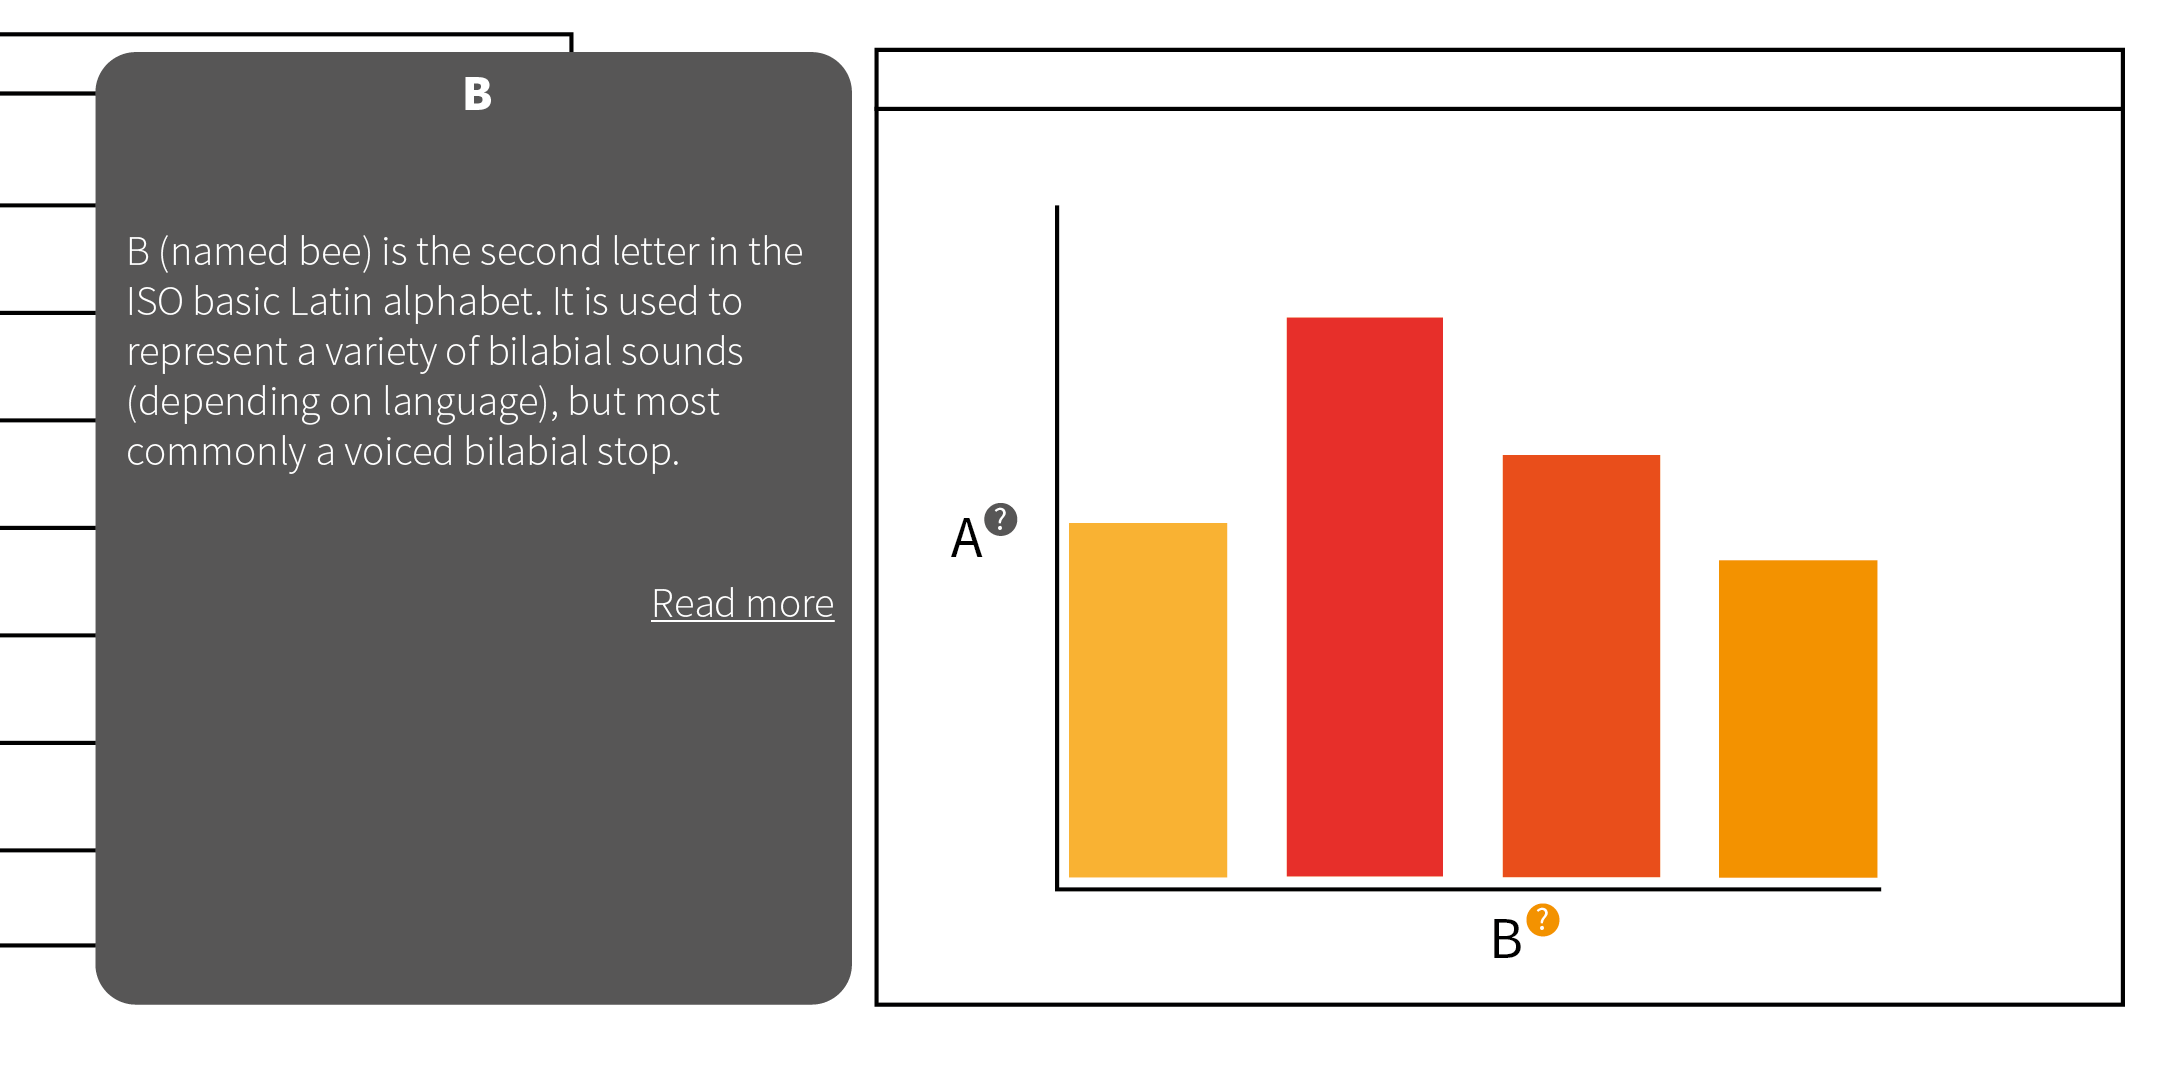 B
B (named bee) is the second letter in the
ISO basic Latin alphabet. It is used to
represent a variety of bilabial sounds
(depending on language), but most
commonly a voiced bilabial stop.
Read more
A ?
B ?